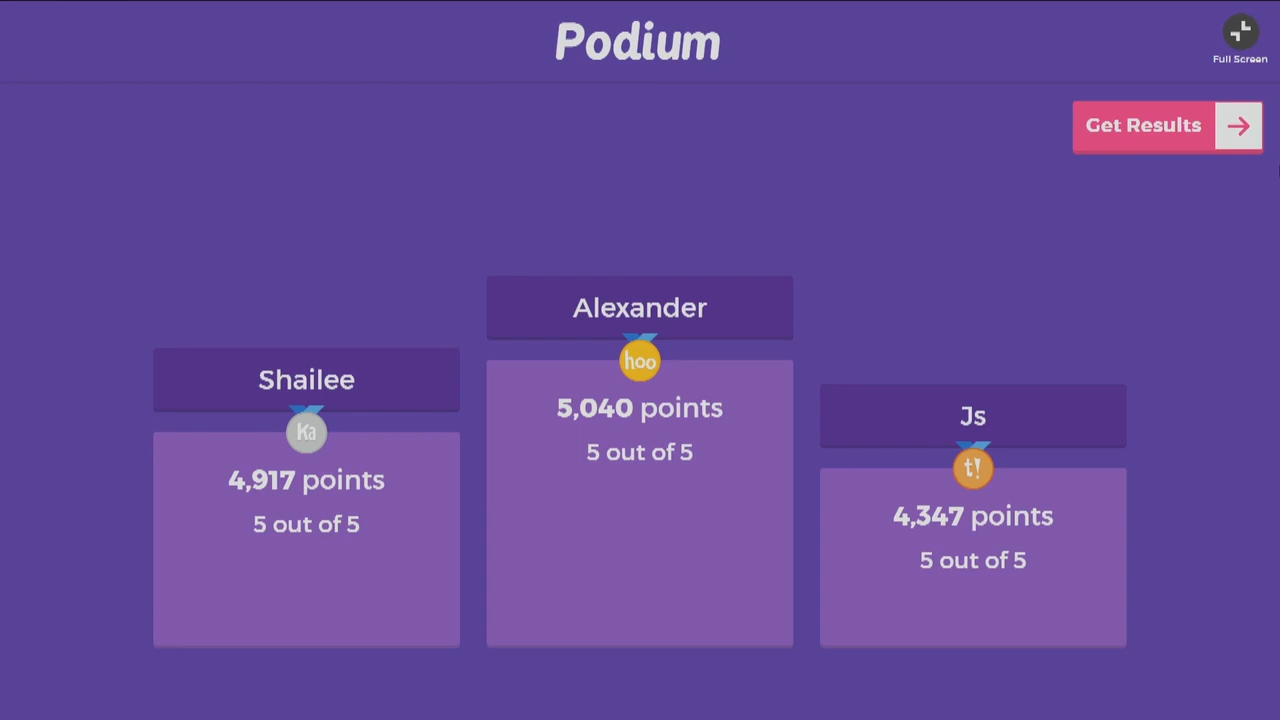 Podium
Full Screen
Get Results
Alexander
hoo
5,040 points
5 out of 5
Shailee
Ka
4,917 points
5 out of 5
Js
t!
4,347 points
5 out of 5